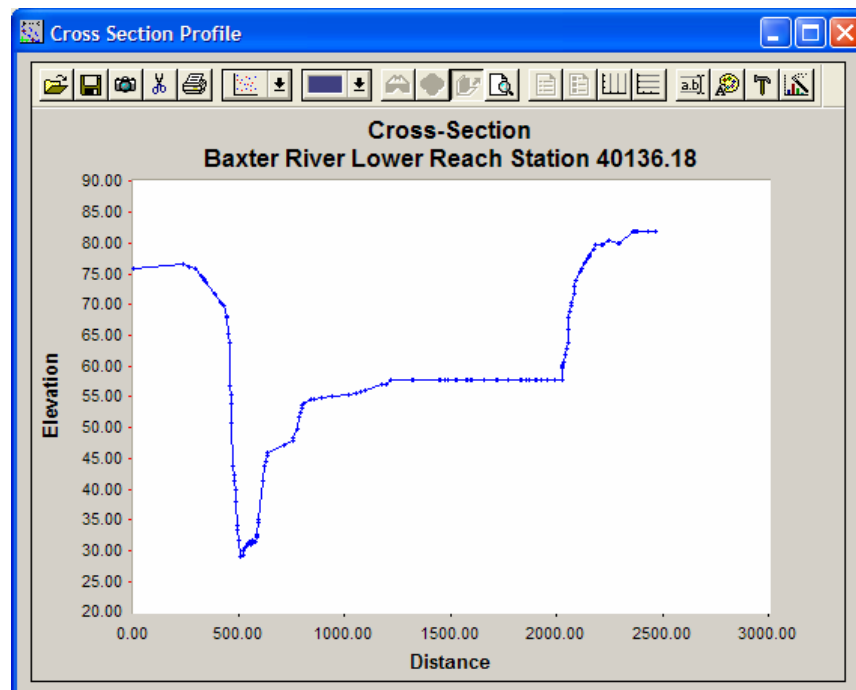 Cross Section Profile
a.b
A
Cross-Section
Baxter River Lower Reach Station 40136.18
90.00
85.00
80.00
75.00
70.00
65.00
60.00
55.00
50.00
45.00
40.00
35.00
30.00
25.00
20.00
Elevation
0.00 500.00 1000.00 1500.00 2000.00 2500.00 3000.00
Distance